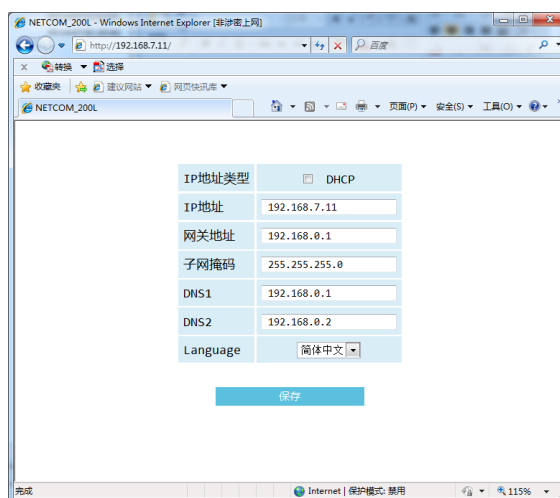 NETCOM_200L - Windows Internet Explorer [非涉密上网]
http://192.168.7.11/
百度
x 转换 选择
收藏夹 建议网站 网页快讯库
NETCOM_200L 页面(P) 安全(S) 工具(O)
IP地址类型 DHCP
IP地址 192.168.7.11
网关地址 192.168.0.1
子网掩码 255.255.255.0
DNS1 192.168.0.1
DNS2 192.168.0.2
Language 简体中文
保存
完成 Internet | 保护模式: 禁用 115%